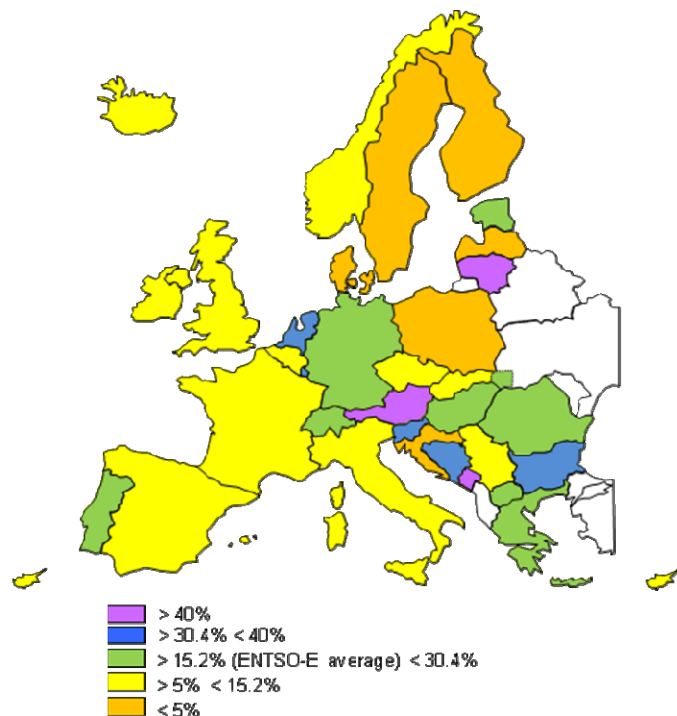 > 40%
> 30.4% < 40%
> 15.2% (ENTSO-E average) < 30.4%
> 5% < 15.2%
< 5%